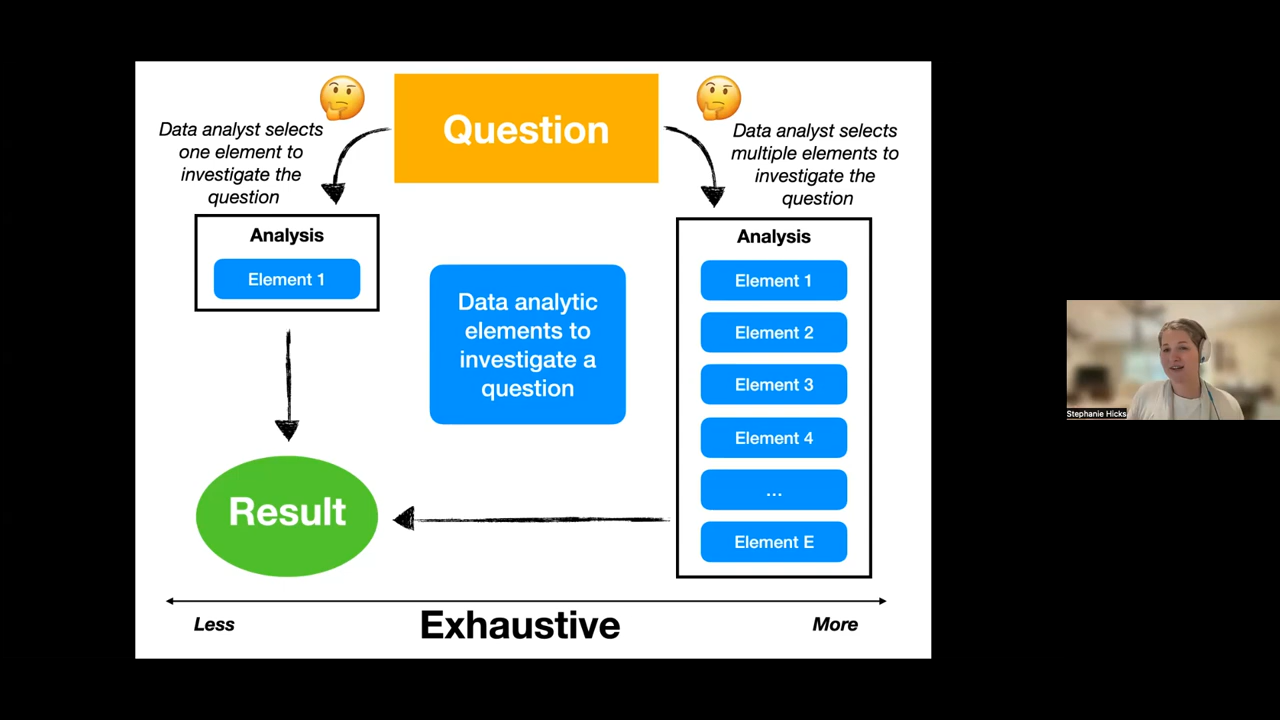 Question
Data analyst selects
one element to
investigate the
question
Data analyst selects
multiple elements to
investigate the
question
Analysis
Element 1
Data analytic
elements to
investigate a
question
Analysis
Element 1
Element 2
Element 3
Element 4
...
Element E
Result
Less
Exhaustive
More
Stephanie Hicks